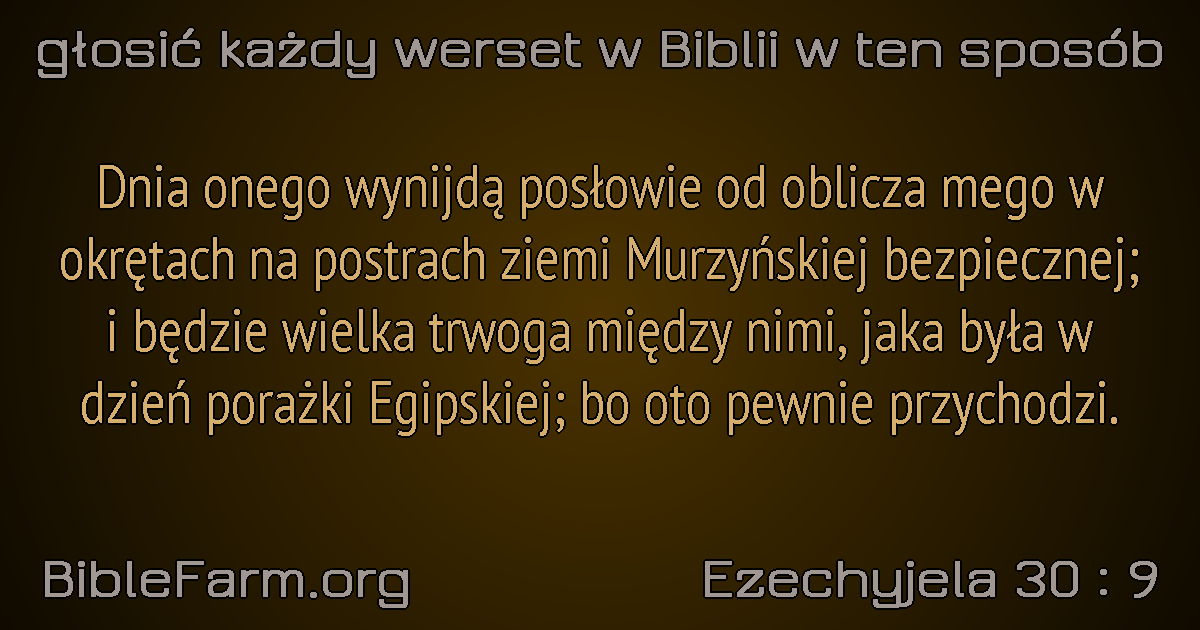 głosić każdy werset w Biblii w ten sposób
Dnia onego wynijdą posłowie od oblicza mego w
okrętach na postrach ziemi Murzyńskiej bezpiecznej;
i będzie wielka trwoga między nimi, jaka była w
dzień porażki Egipskiej; bo oto pewnie przychodzi.
BibleFarm.org
Ezechyjela 30 : 9